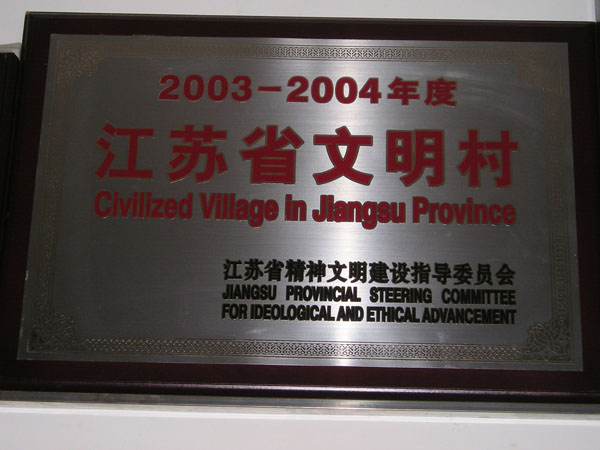 2003-2004年度
江苏省文明村
Civilized Village in Jiangsu Province
江苏省精神文明建设指导委员会
JIANGSU PROVINCIAL STEERING COMMITTEE
FOR IDEOLOGICAL AND ETHICAL ADVANCEMENT